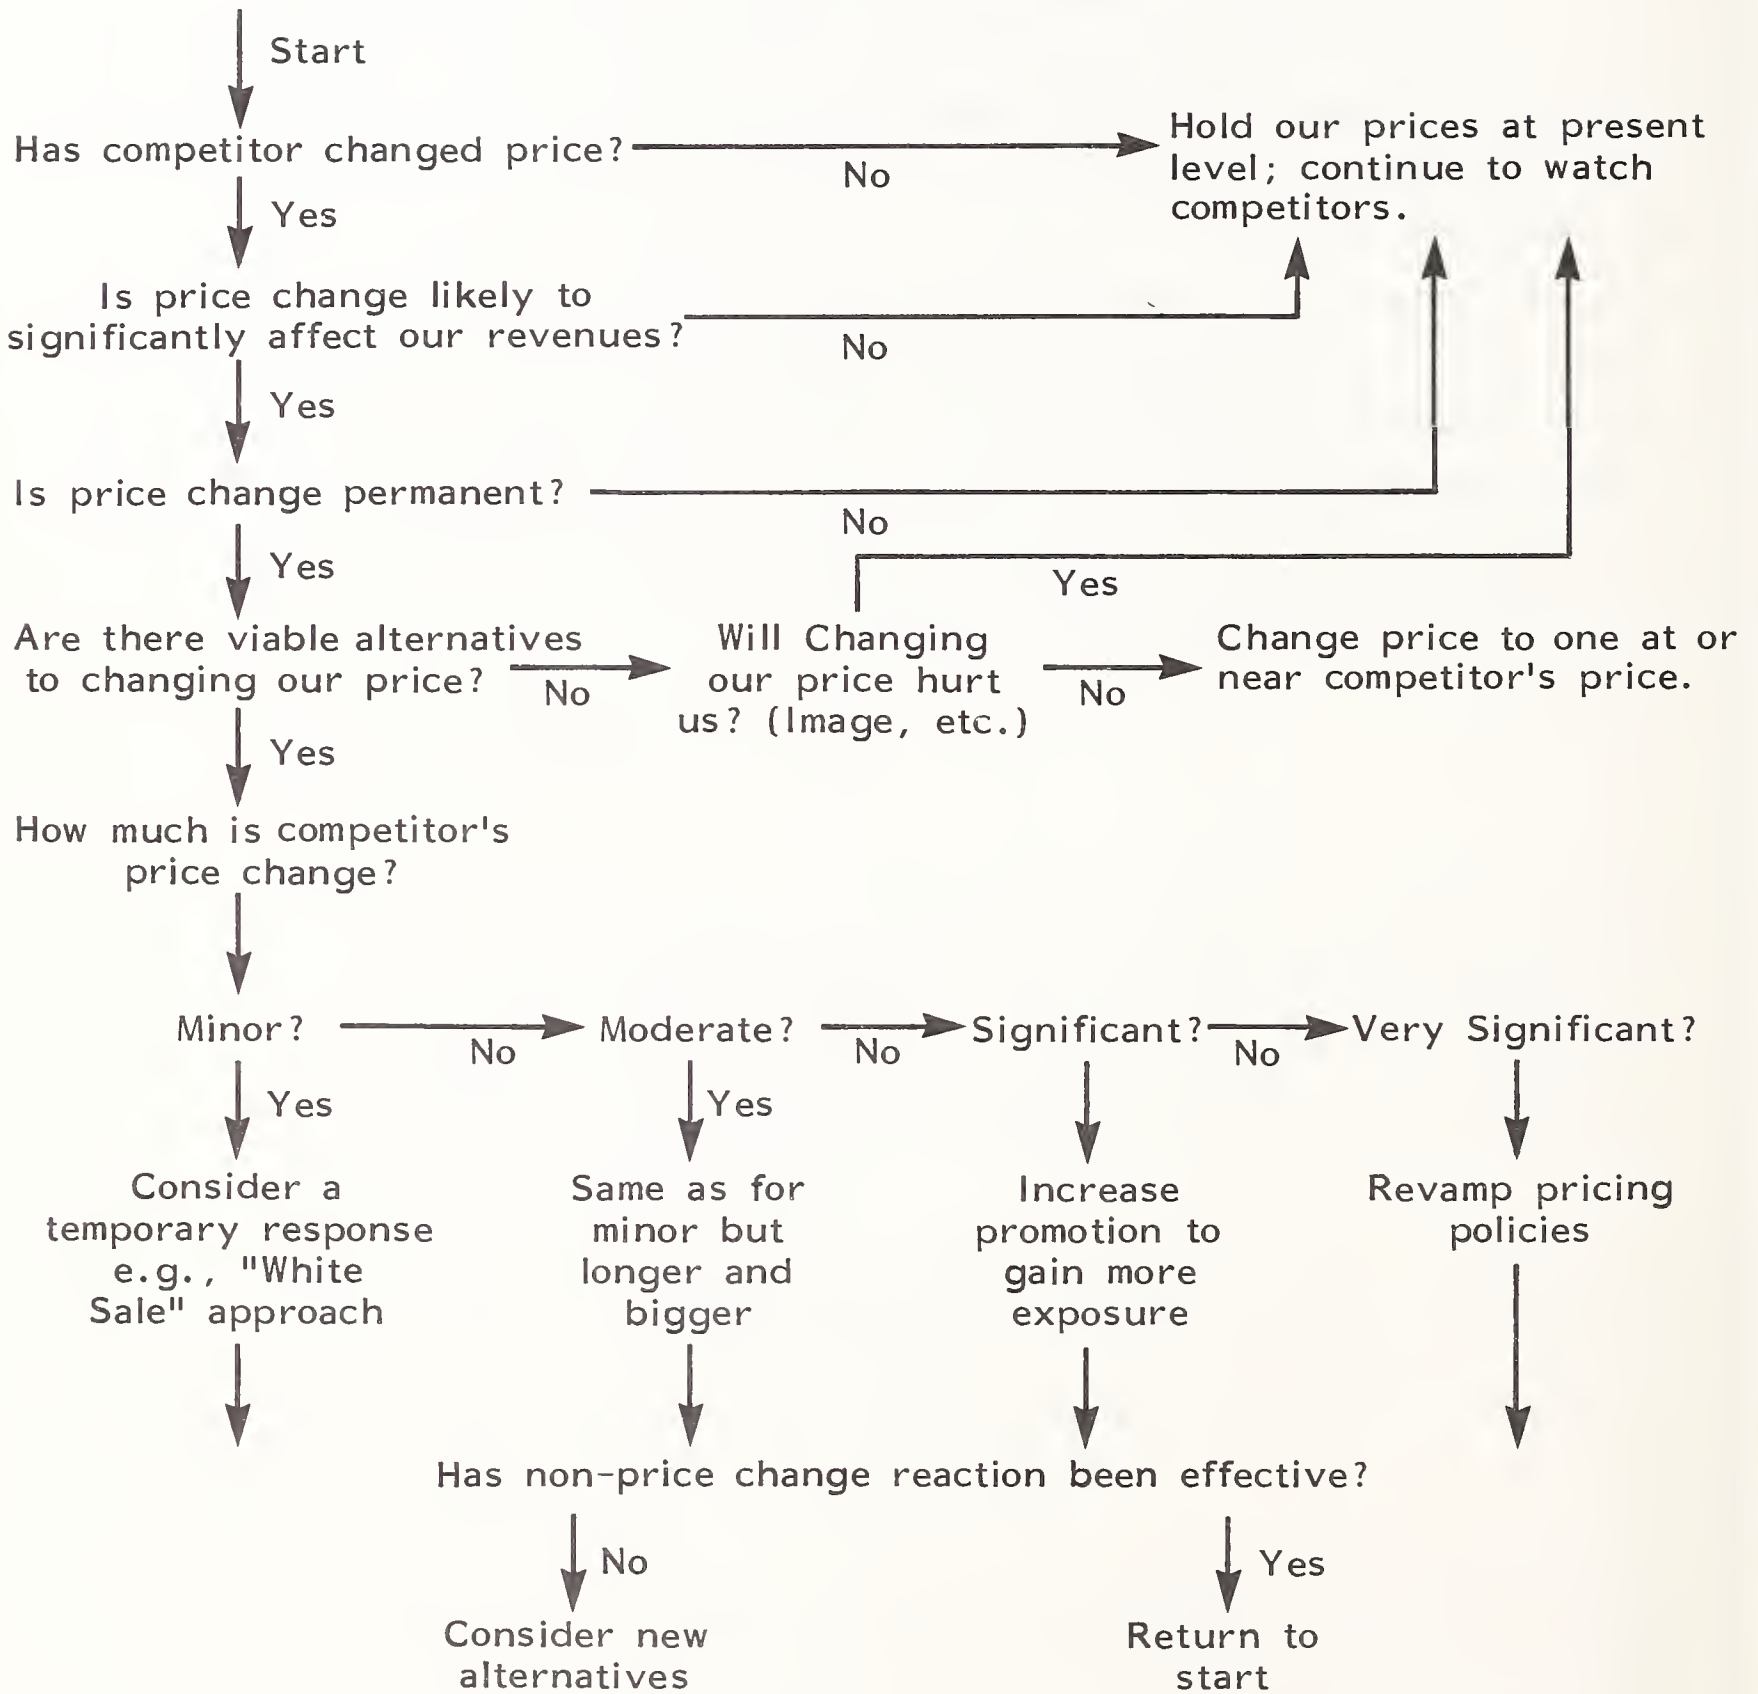 Start
Has competitor changed price?
No
Hold our prices at present
level; continue to watch
competitors.
Yes
Is price change likely to
significantly affect our revenues?
No
Yes
Is price change permanent?
No
Yes
Yes
Are there viable alternatives
to changing our price?
No
Will Changing
our price hurt
us? (Image, etc.)
No
Change price to one at or
near competitor's price.
Yes
How much is competitor's
price change?
Minor?
No
Moderate?
No
Significant?
No
Very Significant?
Yes
Yes
Consider a
temporary response
e.g., "White
Sale" approach
Same as for
minor but
longer and
bigger
Increase
promotion to
gain more
exposure
Revamp pricing
policies
Has non-price change reaction been effective?
No
Yes
Consider new
alternatives
Return to
start